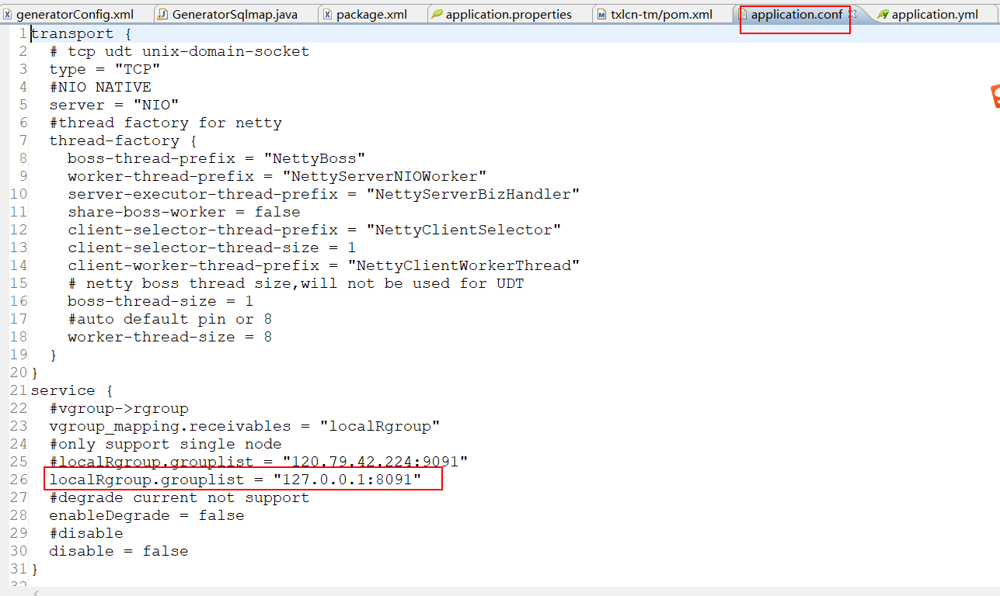 generatorConfig.xml GeneratorSqlmap.java package.xml application.properties txlcn-tm/pom.xml application.conf application.yml
1 transport {
2 # tcp udt unix-domain-socket
3 type = "TCP"
4 #NIO NATIVE
5 server = "NIO"
6 #thread factory for netty
7 thread-factory {
8 boss-thread-prefix = "NettyBoss"
9 worker-thread-prefix = "NettyServerNIOWorker"
10 server-executor-thread-prefix = "NettyServerBizHandler"
11 share-boss-worker = false
12 client-selector-thread-prefix = "NettyClientSelector"
13 client-selector-thread-size = 1
14 client-worker-thread-prefix = "NettyClientWorkerThread"
15 # netty boss thread size,will not be used for UDT
16 boss-thread-size = 1
17 #auto default pin or 8
18 worker-thread-size = 8
19 }
20 }
21 service {
22 #vgroup->rgroup
23 vgroup_mapping.receivables = "localRgroup"
24 #only support single node
25 #localRgroup.grouplist = "120.79.42.224:9091"
26 localRgroup.grouplist = "127.0.0.1:8091"
27 #degrade current not support
28 enableDegrade = false
29 #disable
30 disable = false
31 }
32